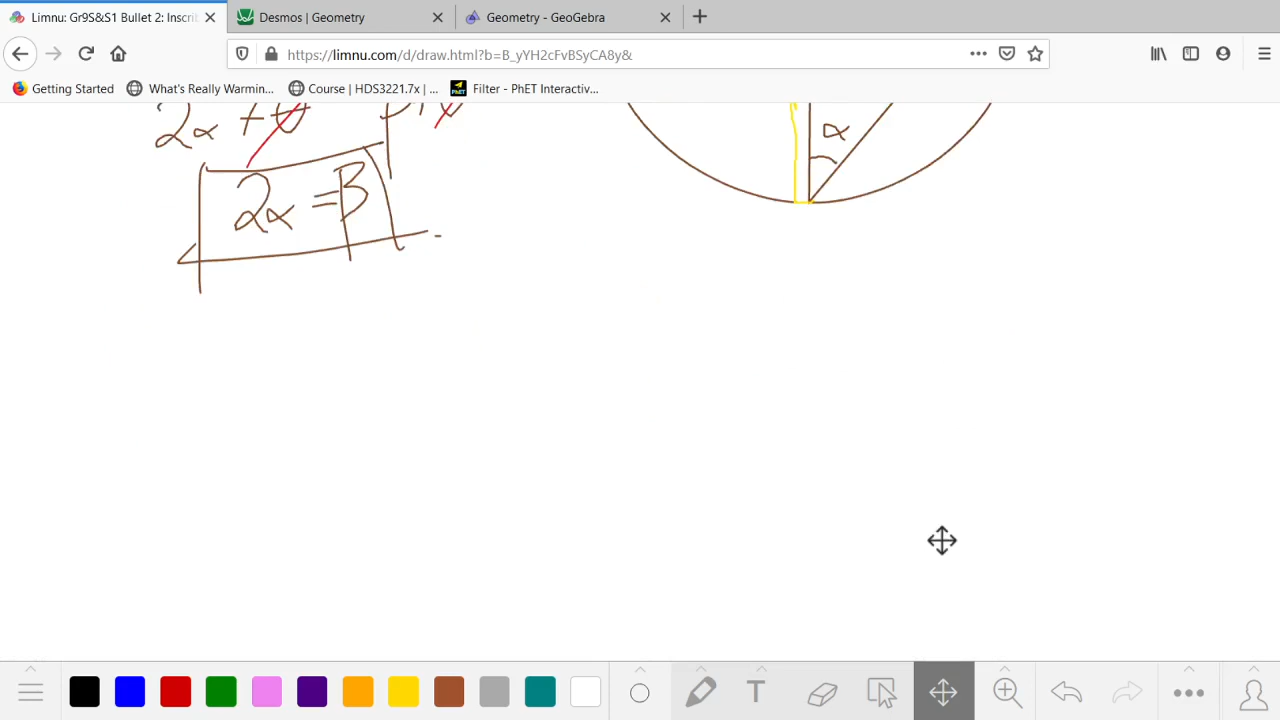 Limnu: Gr9S&S1 Bullet 2: Inscrib
Desmos | Geometry
Geometry - GeoGebra
https://limnu.com/d/draw.html?b=B_yYH2cFvBSyCA8y&
Getting Started
What's Really Warmin...
Course | HDS3221.7x | ...
Filter - PhET Interactiv...
2α + θ
α
2α = β
T